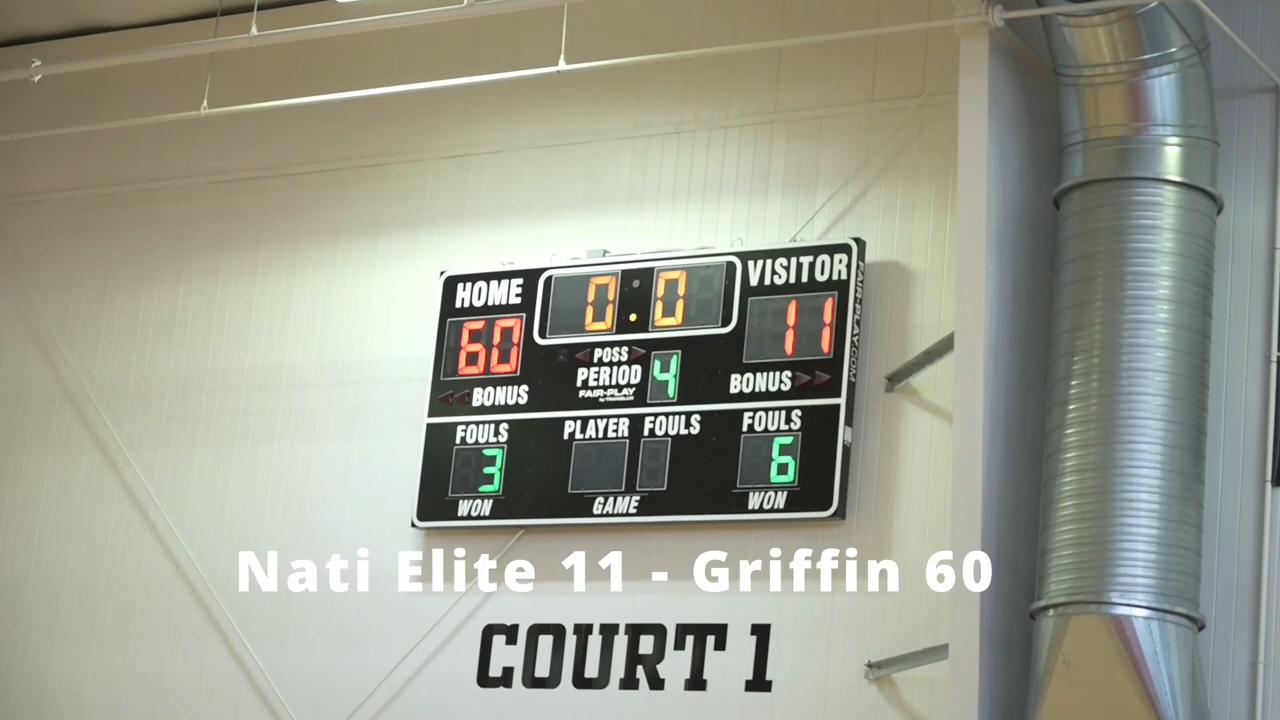 HOME
0.0
VISITOR
60
11
POSS
PERIOD 4
FAIR-PLAY
BONUS
BONUS
FAIR-PLAY.COM
FOULS
PLAYER FOULS
FOULS
3
6
WON
GAME
WON
Nati Elite 11 - Griffin 60
COURT 1